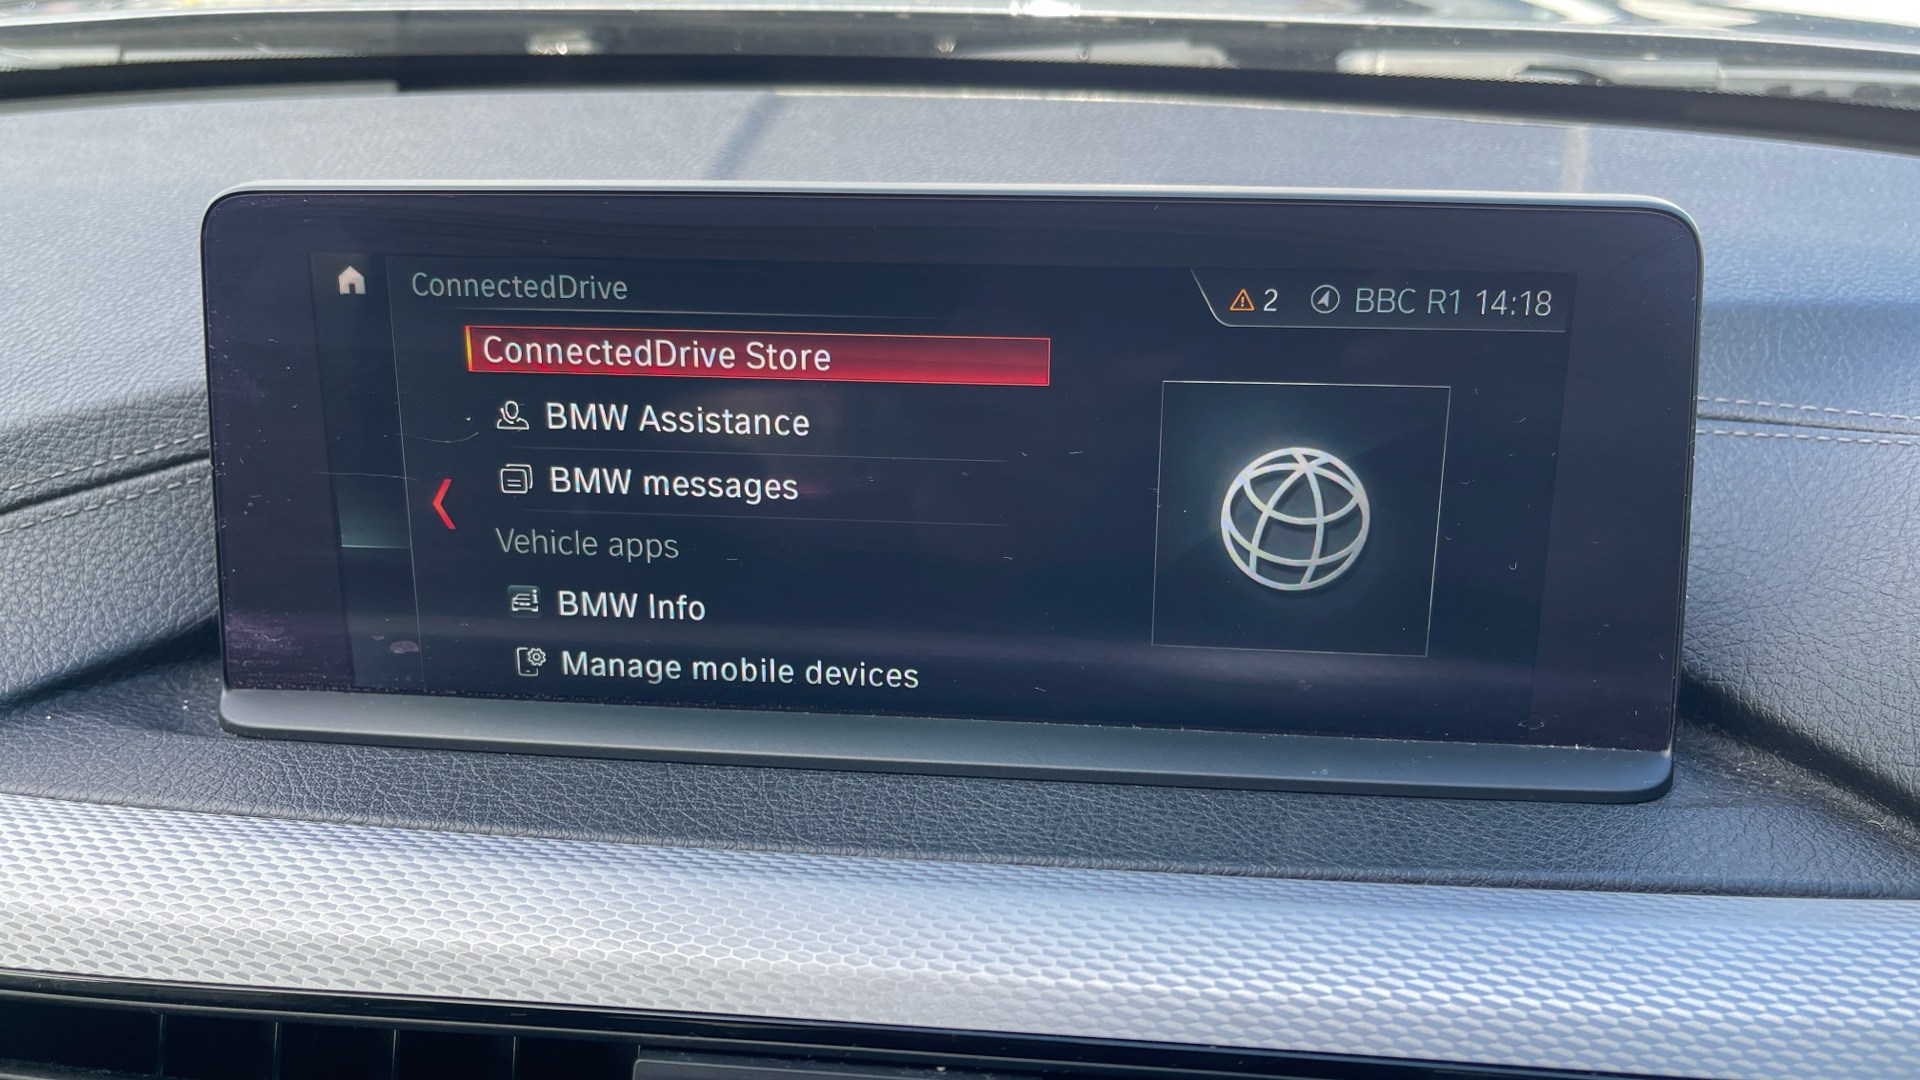 ConnectedDrive
2 BBC R1 14:18
ConnectedDrive Store
BMW Assistance
BMW messages
Vehicle apps
BMW Info
Manage mobile devices